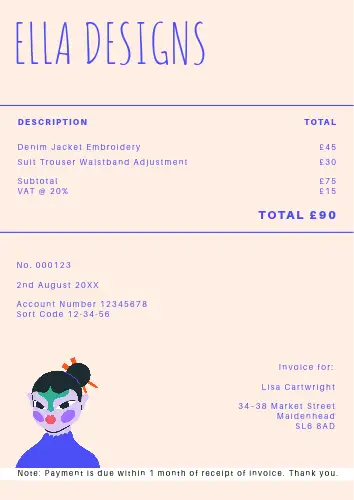 ELLA DESIGNS
DESCRIPTION TOTAL
Denim Jacket Embroidery £45
Suit Trouser Waistband Adjustment £30
Subtotal £75
VAT @ 20% £15
TOTAL £90
No. 000123
2nd August 20XX
Account Number 12345678
Sort Code 12-34-56
Invoice for:
Lisa Cartwright
34-38 Market Street
Maidenhead
SL6 8AD
Note: Payment is due within 1 month of receipt of invoice. Thank you.